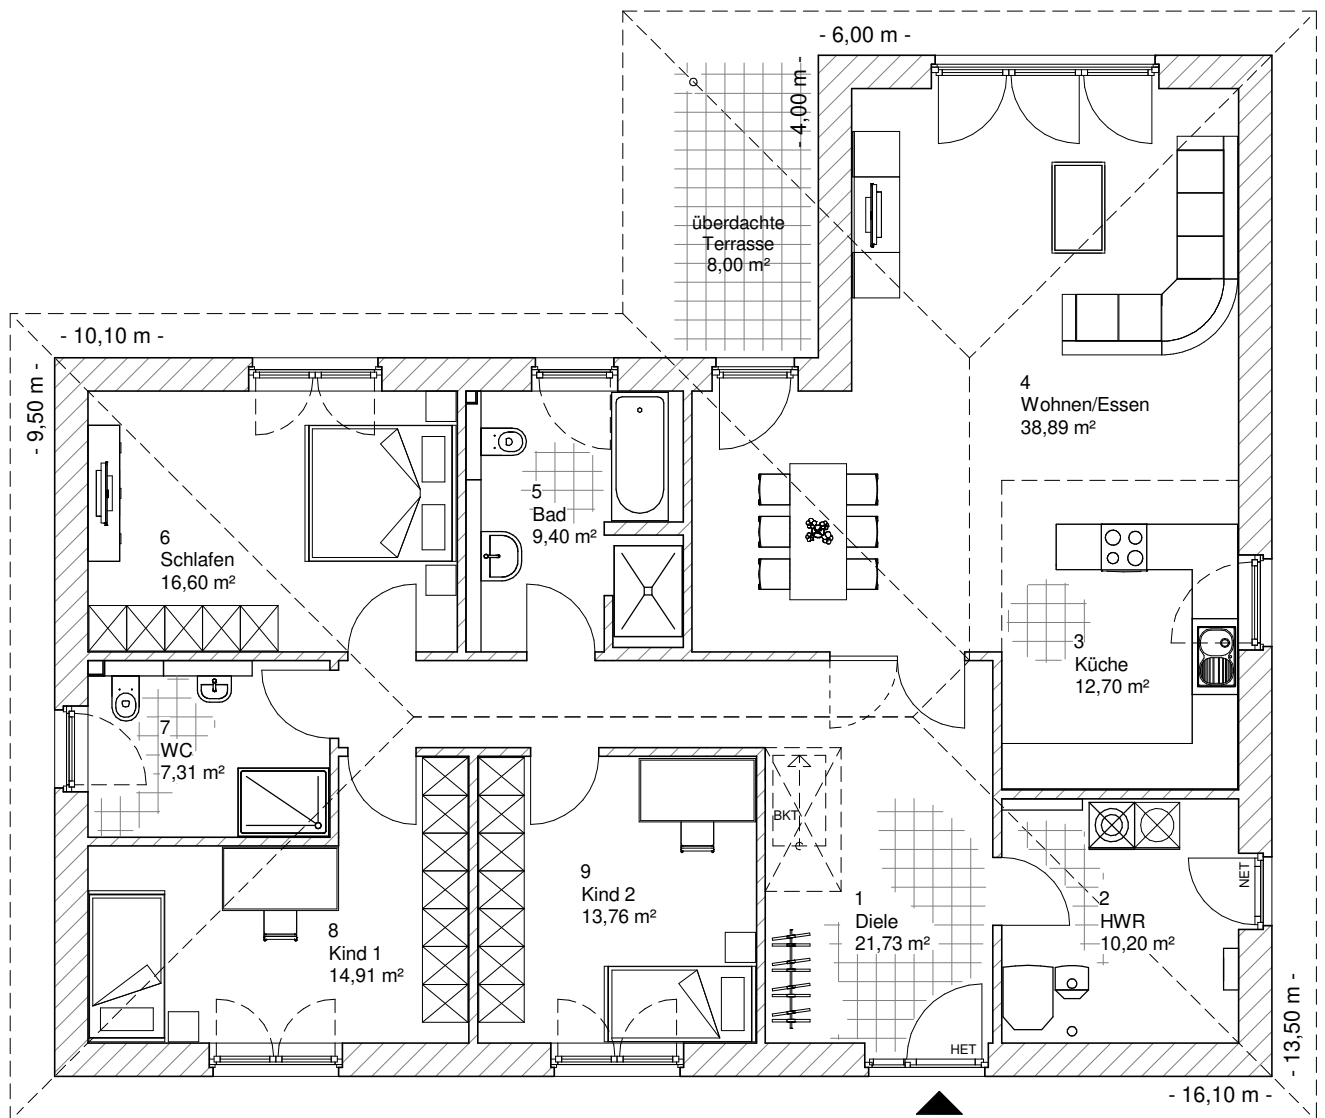 - 6,00 m -
- 4,00 m -
überdachte
Terrasse
8,00 m²
- 10,10 m -
- 9,50 m -
4
Wohnen/Essen
38,89 m²
5
Bad
9,40 m²
6
Schlafen
16,60 m²
3
Küche
12,70 m²
7
WC
7,31 m²
BKT
NET
9
Kind 2
13,76 m²
1
Diele
21,73 m²
2
HWR
10,20 m²
8
Kind 1
14,91 m²
HET
- 13,50 m -
- 16,10 m -